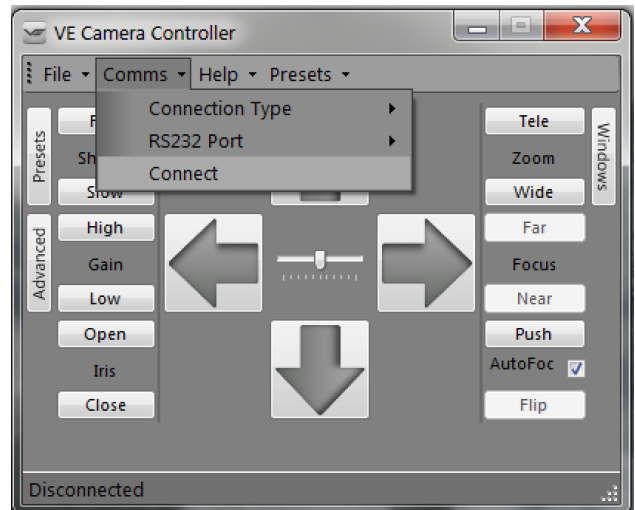 VE Camera Controller
File Comms Help Presets
Connection Type
RS232 Port
Connect
Presets
Advanced
F
Sh
Slow
High
Gain
Low
Open
Iris
Close
Tele
Zoom
Wide
Far
Focus
Near
Push
AutoFoc
Flip
Windows
Disconnected